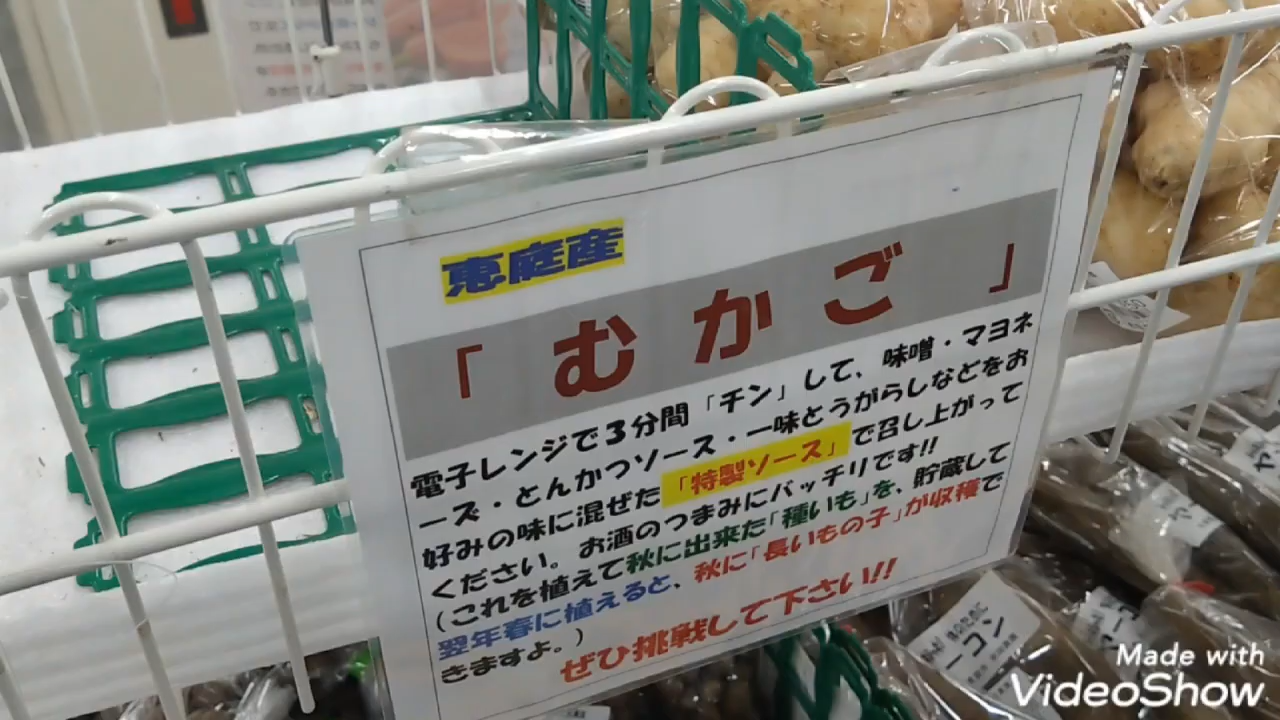 恵庭産
「むかご」
電子レンジで3分間「チン」して、味噌・マヨネ
ーズ・とんかつソース・一味とうがらしなどをお
好みの味に混ぜた「特製ソース」で召し上がって
ください。お酒のつまみにバッチリです!!
(これを植えて秋に出来た「種いも」を、貯蔵して
翌年春に植えると、秋に「長いもの子」が収穫で
きますよ。)
ぜひ挑戦して下さい!!
Made with
VideoShow